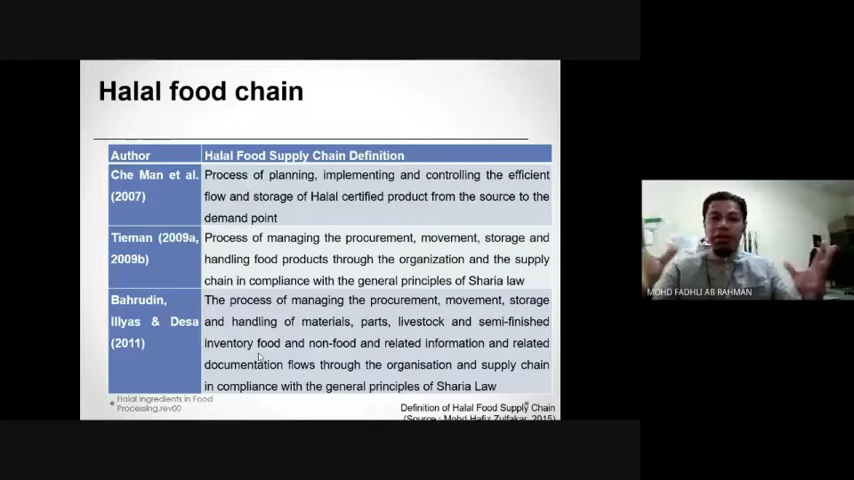 Halal food chain
Author
Halal Food Supply Chain Definition
Che Man et al.
(2007)
Process of planning, implementing and controlling the efficient
flow and storage of Halal certified product from the source to the
demand point
Tieman (2009a,
2009b)
Process of managing the procurement, movement, storage and
handling food products through the organization and the supply
chain in compliance with the general principles of Sharia law
Bahrudin,
Illyas & Desa
(2011)
The process of managing the procurement, movement, storage
and handling of materials, parts, livestock and semi-finished
inventory food and non-food and related information and related
documentation flows through the organisation and supply chain
in compliance with the general principles of Sharia Law
Halal Ingredients in Food
Processing.rev00
Definition of Halal Food Supply Chain
(Source : Mohd Hafiz Zulfakar, 2015)
MOHD FADHLI AB RAHMAN